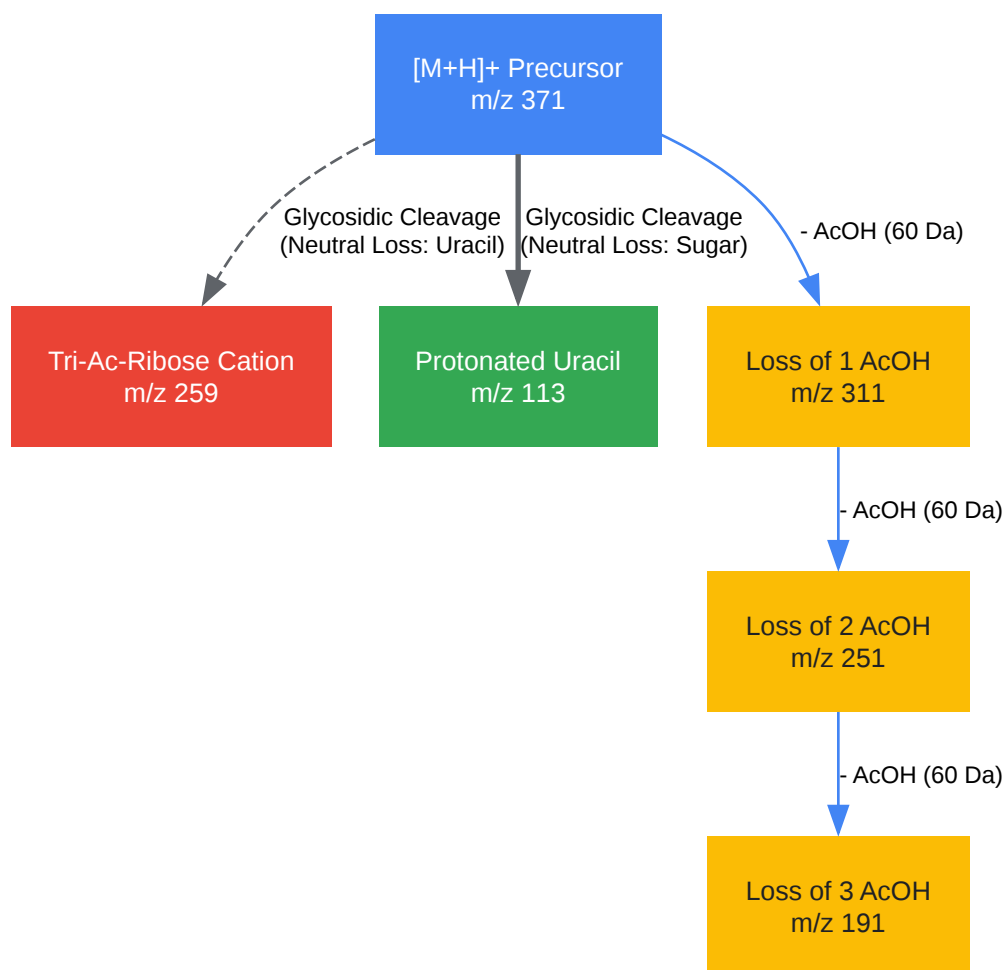 [M+H]+ Precursor
m/z 371
Glycosidic Cleavage
(Neutral Loss: Uracil)
Glycosidic Cleavage
(Neutral Loss: Sugar)
- AcOH (60 Da)
Tri-Ac-Ribose Cation
m/z 259
Protonated Uracil
m/z 113
Loss of 1 AcOH
m/z 311
- AcOH (60 Da)
Loss of 2 AcOH
m/z 251
- AcOH (60 Da)
Loss of 3 AcOH
m/z 191